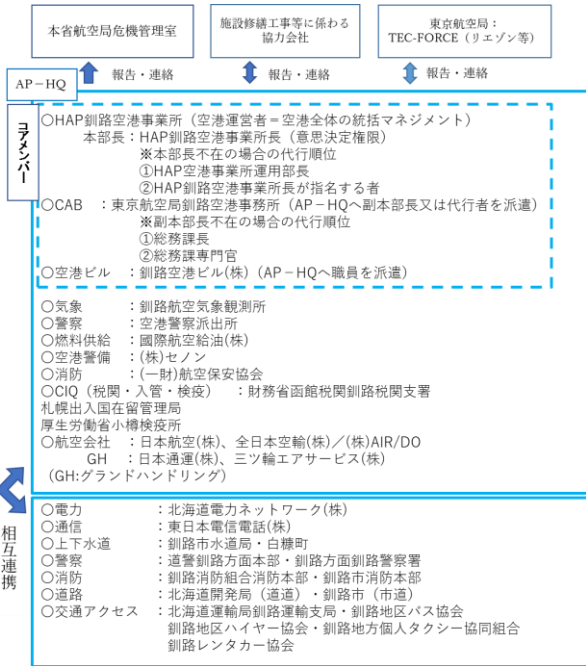 本省航空局危機管理室
施設修繕工事等に係わる
協力会社
東京航空局：
TEC-FORCE（リエゾン等）
報告・連絡
報告・連絡
報告・連絡
AP－HQ
コアメンバー
〇HAP釧路空港事業所（空港運営者＝空港全体の統括マネジメント）
本部長：HAP釧路空港事業所長（意思決定権限）
※本部長不在の場合の代行順位
①HAP空港事業所運用部長
②HAP釧路空港事業所長が指名する者
〇CAB　：東京航空局釧路空港事務所（AP－HQへ副本部長又は代行者を派遣）
※副本部長不在の場合の代行順位
①総務課長
②総務課専門官
〇空港ビル　：釧路空港ビル(株)（AP－HQへ職員を派遣）
〇気象　：釧路航空気象観測所
〇警察　：空港警察派出所
〇燃料供給　：國際航空給油(株)
〇空港警備　：(株)セノン
〇消防　：(一財)航空保安協会
〇CIQ（税関・入管・検疫）　：財務省函館税関釧路税関支署
札幌出入国在留管理局
厚生労働省小樽検疫所
〇航空会社　：日本航空(株)、全日本空輸(株)／(株)AIR/DO
GH　：日本通運(株)、三ツ輪エアサービス(株)
（GH:グランドハンドリング）
相互連携
〇電力　：北海道電力ネットワーク(株)
〇通信　：東日本電信電話(株)
〇上下水道　：釧路市水道局・白糠町
〇警察　：道警釧路方面本部・釧路方面釧路警察署
〇消防　：釧路消防組合消防本部・釧路市消防本部
〇道路　：北海道開発局（道道）・釧路市（市道）
〇交通アクセス　：北海道運輸局釧路運輸支局・釧路地区バス協会
釧路地区ハイヤー協会・釧路地方個人タクシー協同組合
釧路レンタカー協会